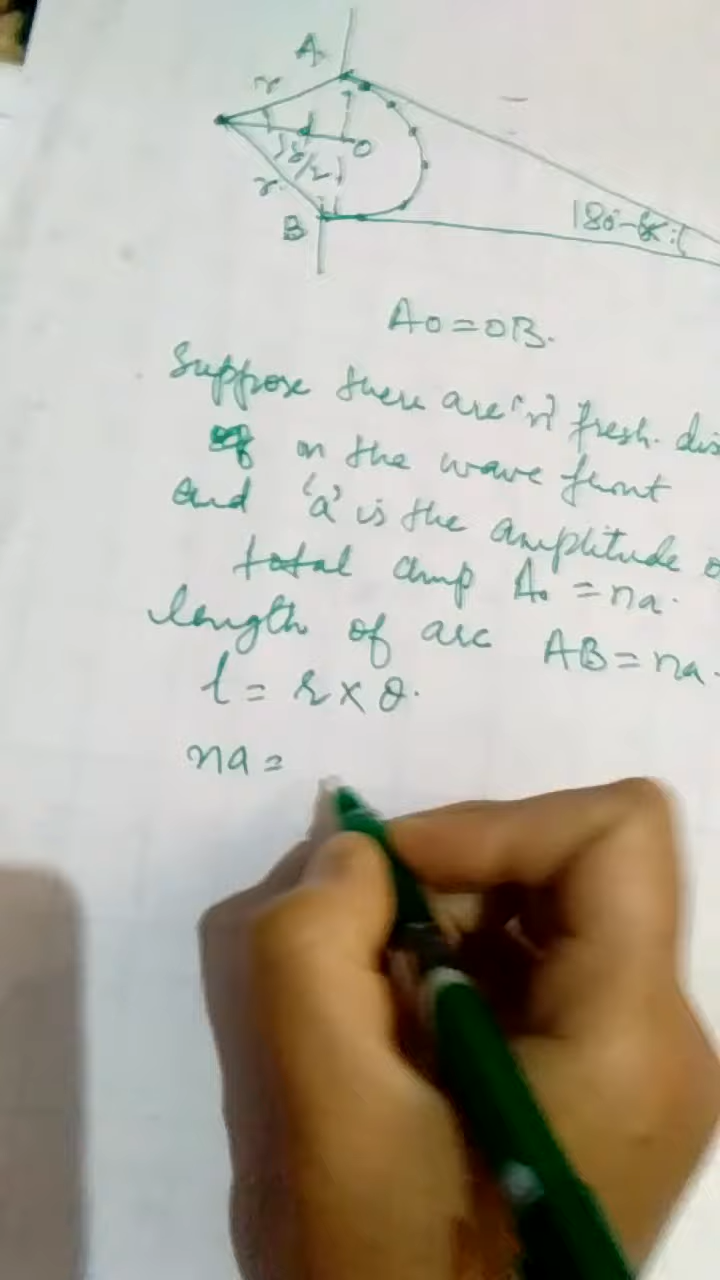 A
r
O
δ/2
r
B
180-δ
AO=OB.
Suppose there are 'n' fresh. dis
on the wave front
and 'a' is the amplitude o
total amp A₀ = na.
length of arc AB = na.
l = r × θ.
na =